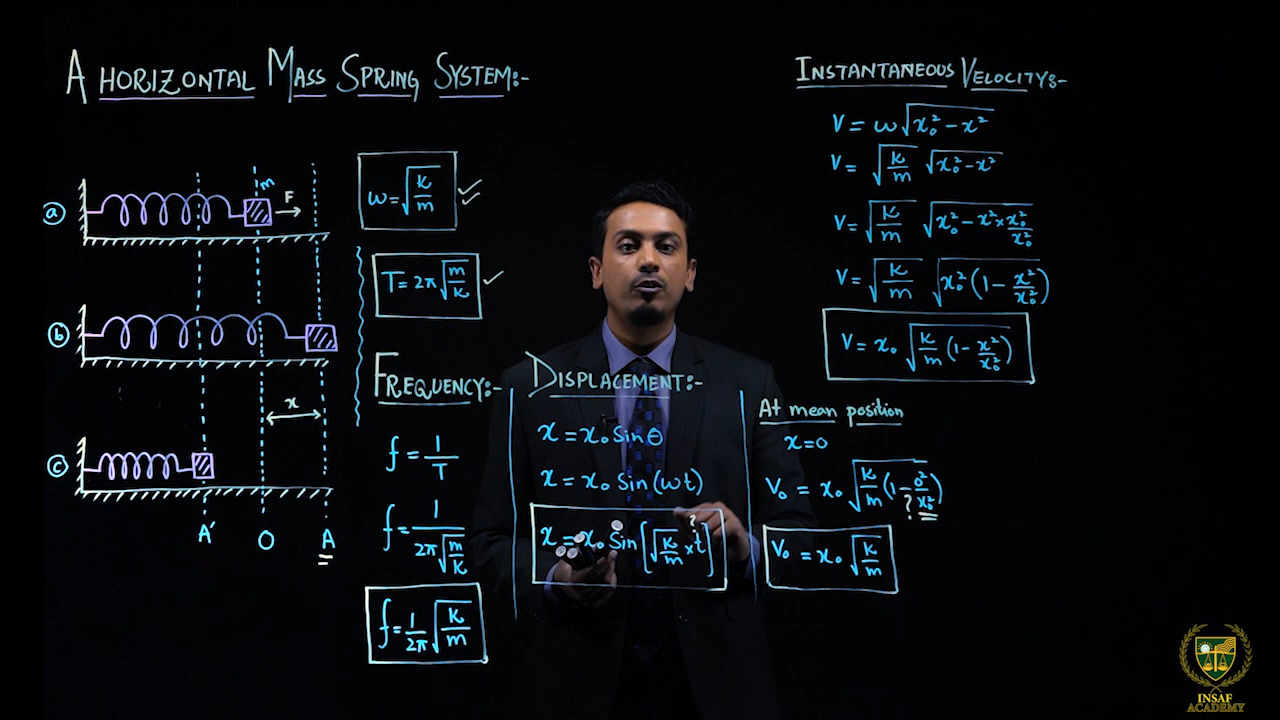 A HORIZONTAL MASS SPRING SYSTEM:-
a
m
F
b
x
c
A'
O
A
ω = √(k/m)
T = 2π √(m/k)
FREQUENCY:-
f = 1/T
f = 1/(2π√(m/k))
f = 1/2π √(k/m)
DISPLACEMENT:-
x = x₀ Sin θ
x = x₀ Sin (ωt)
x = x₀ Sin [√(k/m) × t]
?
INSTANTANEOUS VELOCITY:-
V = ω √(x₀² − x²)
V = √(k/m) √(x₀² − x²)
V = √(k/m) √(x₀² − x² × x₀²/x₀²)
V = √(k/m) √(x₀² (1 − x²/x₀²))
V = x₀ √(k/m (1 − x²/x₀²))
At mean position
x = 0
V₀ = x₀ √(k/m (1 − 0²/x₀²))
?
V₀ = x₀ √(k/m)
INSAF
ACADEMY